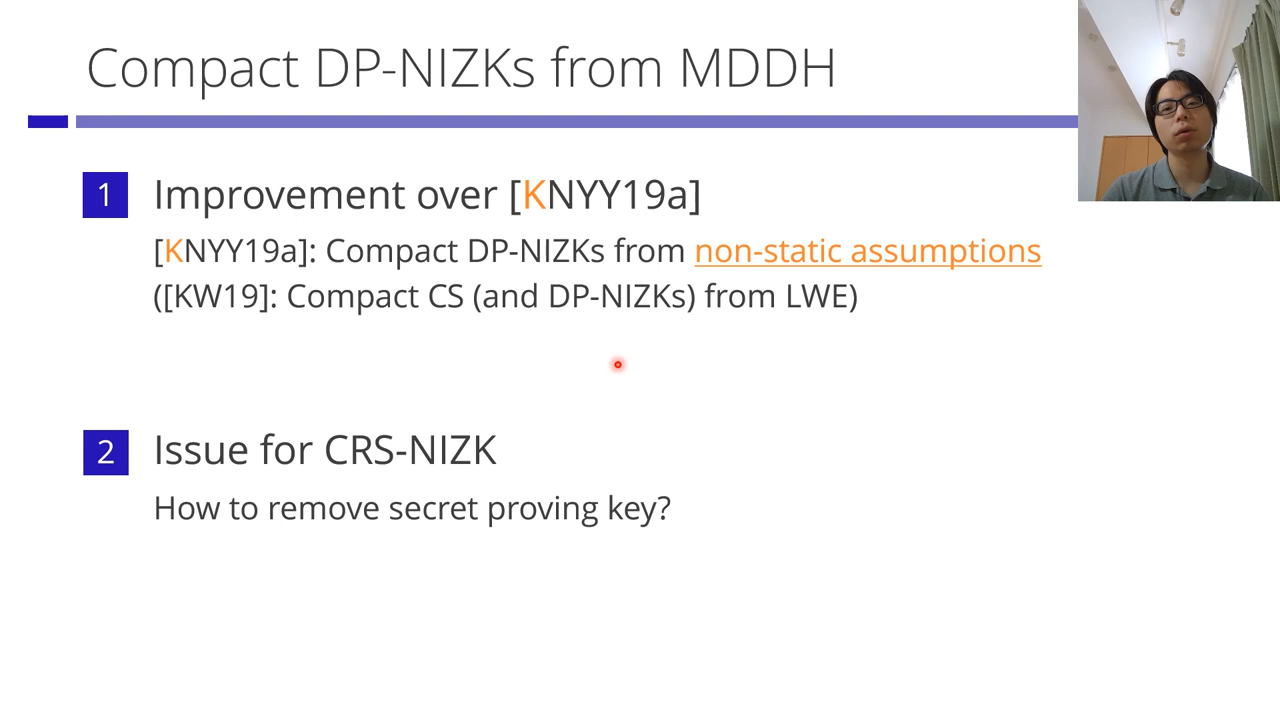 Compact DP-NIZKs from MDDH
1 Improvement over [KNYY19a]
[KNYY19a]: Compact DP-NIZKs from non-static assumptions
([KW19]: Compact CS (and DP-NIZKs) from LWE)
2 Issue for CRS-NIZK
How to remove secret proving key?